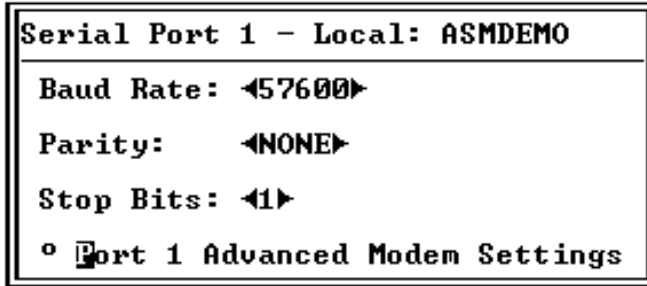 Serial Port 1 - Local: ASMDEMO
Baud Rate: ◄57600►
Parity: ◄NONE►
Stop Bits: ◄1►
° Port 1 Advanced Modem Settings